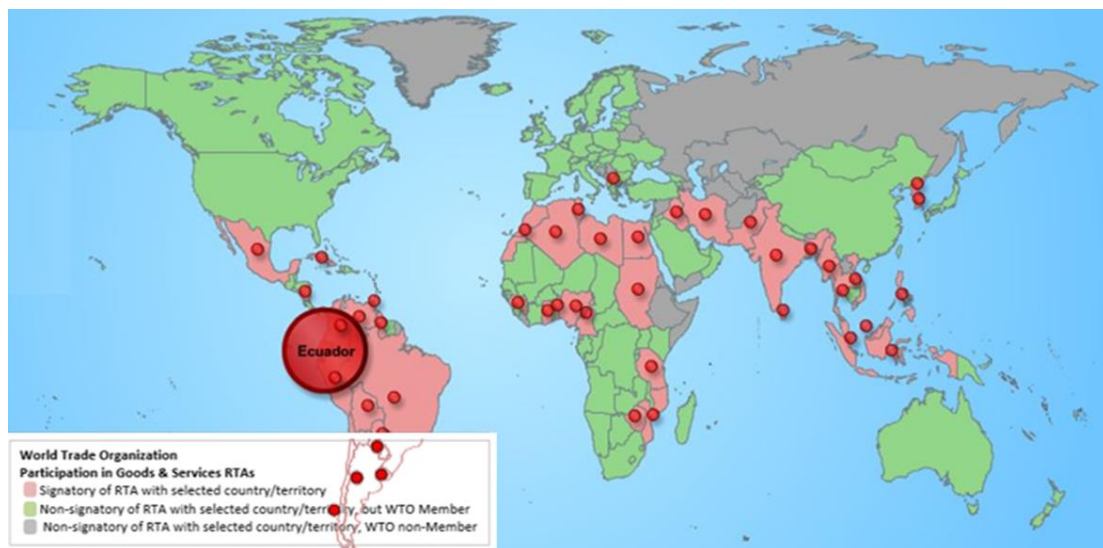 Ecuador
World Trade Organization
Participation in Goods & Services RTAs
Signatory of RTA with selected country/territory
Non-signatory of RTA with selected country/territory, but WTO Member
Non-signatory of RTA with selected country/territory, WTO non-Member